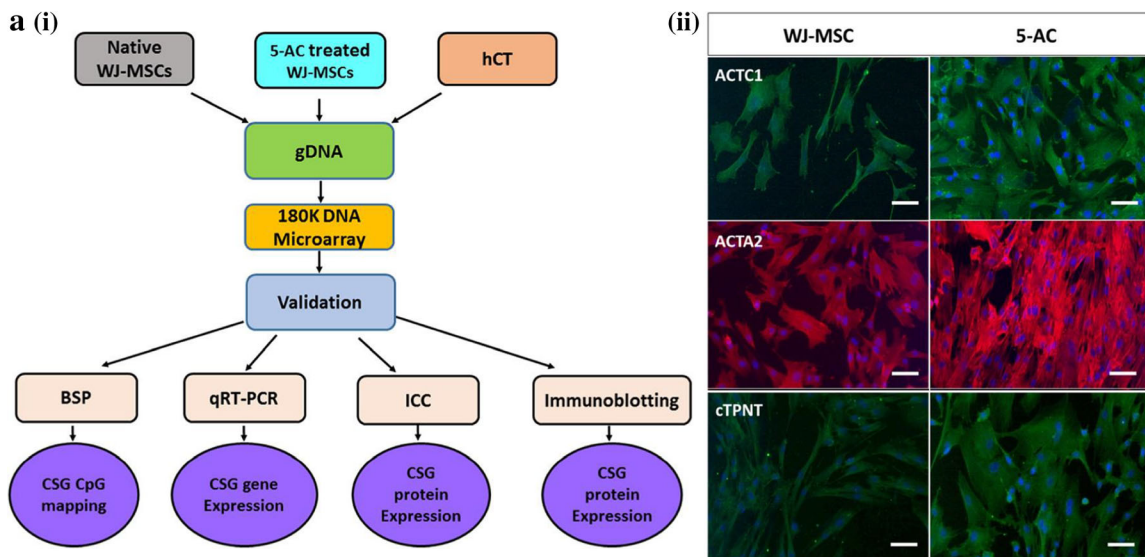 a (i)
Native
WJ-MSCs
5-AC treated
WJ-MSCs
hCT
gDNA
180K DNA
Microarray
Validation
BSP
qRT-PCR
ICC
Immunoblotting
CSG CpG
mapping
CSG gene
Expression
CSG
protein
Expression
CSG
protein
Expression
(ii)
WJ-MSC
5-AC
ACTC1
ACTA2
cTPNT